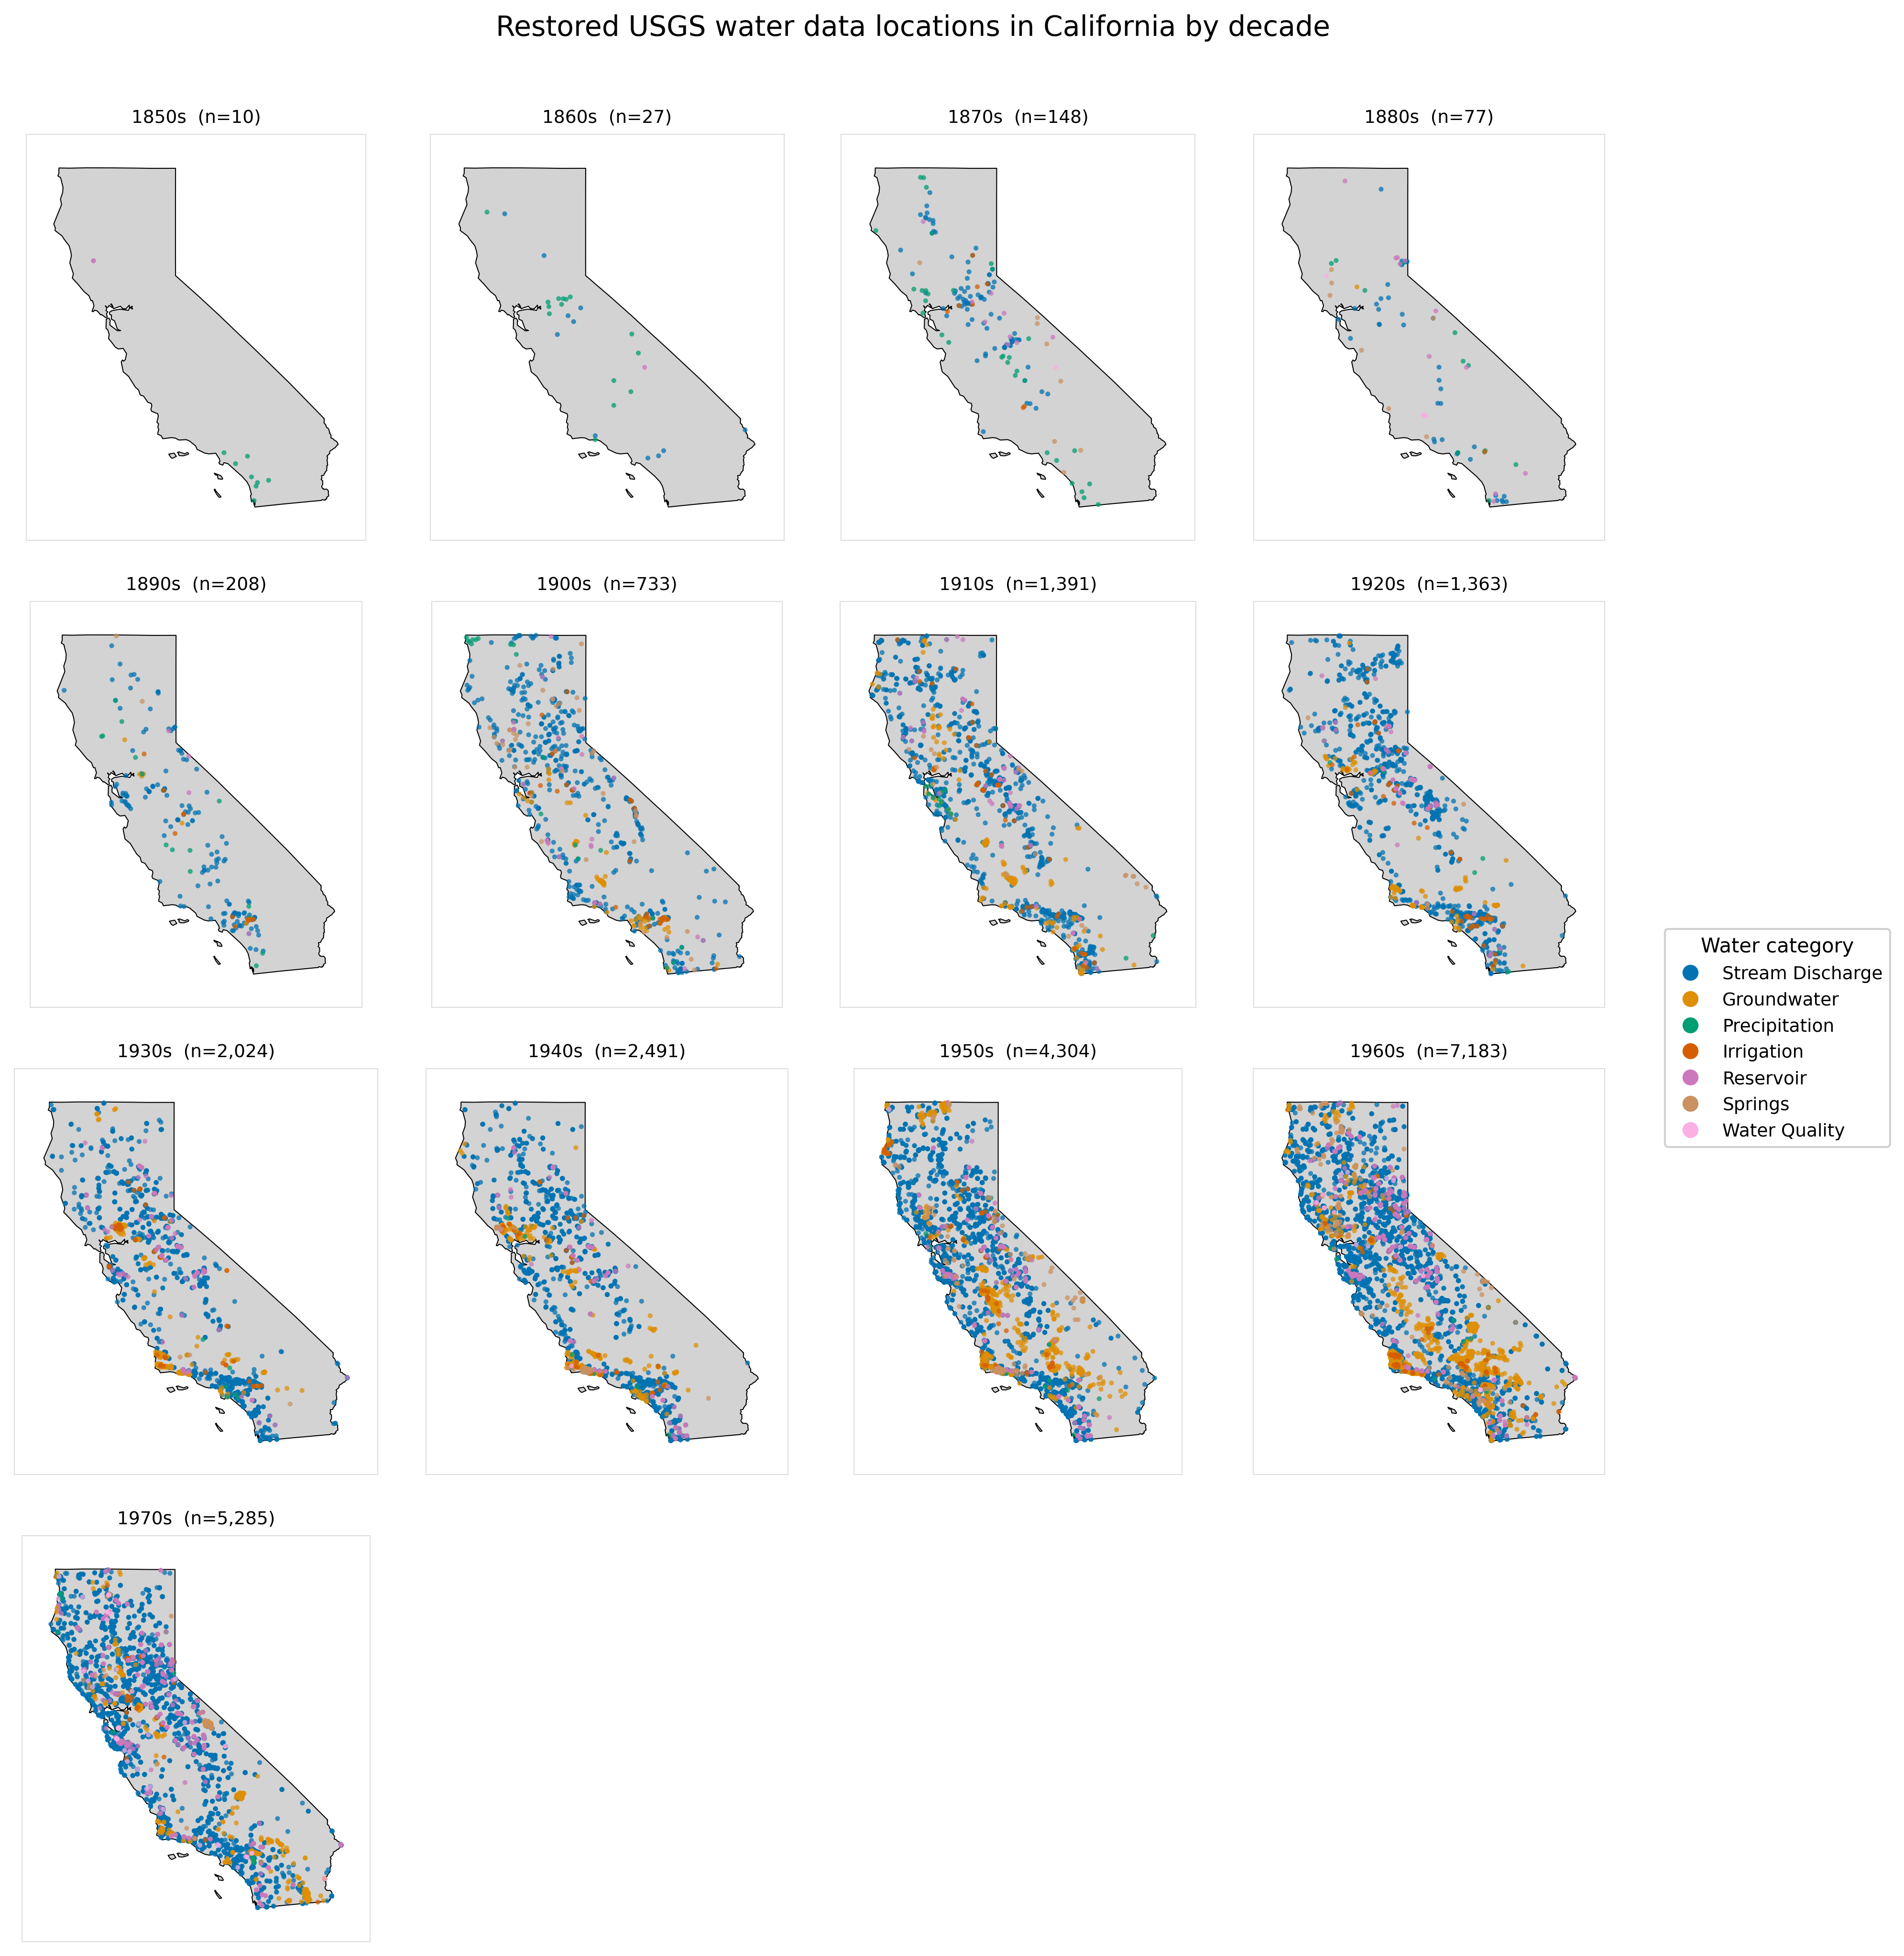 Restored USGS water data locations in California by decade
1850s (n=10)
1860s (n=27)
1870s (n=148)
1880s (n=77)
1890s (n=208)
1900s (n=733)
1910s (n=1,391)
1920s (n=1,363)
1930s (n=2,024)
1940s (n=2,491)
1950s (n=4,304)
1960s (n=7,183)
1970s (n=5,285)
Water category
Stream Discharge
Groundwater
Precipitation
Irrigation
Reservoir
Springs
Water Quality